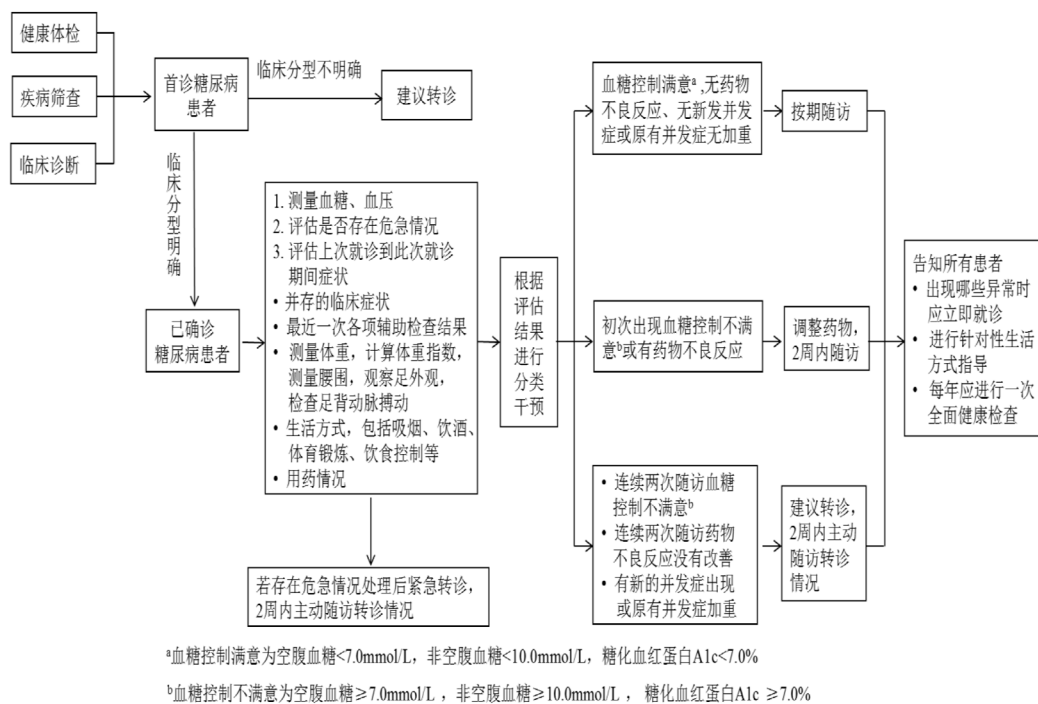 健康体检
疾病筛查
临床诊断
首诊糖尿病
患者
临床分型不明确
建议转诊
临床分型明确
已确诊
糖尿病患者
1. 测量血糖、血压
2. 评估是否存在危急情况
3. 评估上次就诊到此次就诊
期间症状
• 并存的临床症状
• 最近一次各项辅助检查结果
• 测量体重，计算体重指数，
测量腰围，观察足外观，
检查足背动脉搏动
• 生活方式，包括吸烟、饮酒、
体育锻炼、饮食控制等
• 用药情况
若存在危急情况处理后紧急转诊，
2周内主动随访转诊情况
根据
评估
结果
进行
分类
干预
血糖控制满意ᵃ ,无药物
不良反应、无新发并发
症或原有并发症无加重
按期随访
初次出现血糖控制不满
意ᵇ或有药物不良反应
调整药物，
2周内随访
• 连续两次随访血糖
控制不满意ᵇ
• 连续两次随访药物
不良反应没有改善
• 有新的并发症出现
或原有并发症加重
建议转诊，
2周内主动
随访转诊
情况
告知所有患者
• 出现哪些异常时
应立即就诊
• 进行针对性生活
方式指导
• 每年应进行一次
全面健康检查
ᵃ血糖控制满意为空腹血糖<7.0mmol/L，非空腹血糖<10.0mmol/L，糖化血红蛋白A1c<7.0%
ᵇ血糖控制不满意为空腹血糖≥7.0mmol/L ，非空腹血糖≥10.0mmol/L ， 糖化血红蛋白A1c ≥7.0%